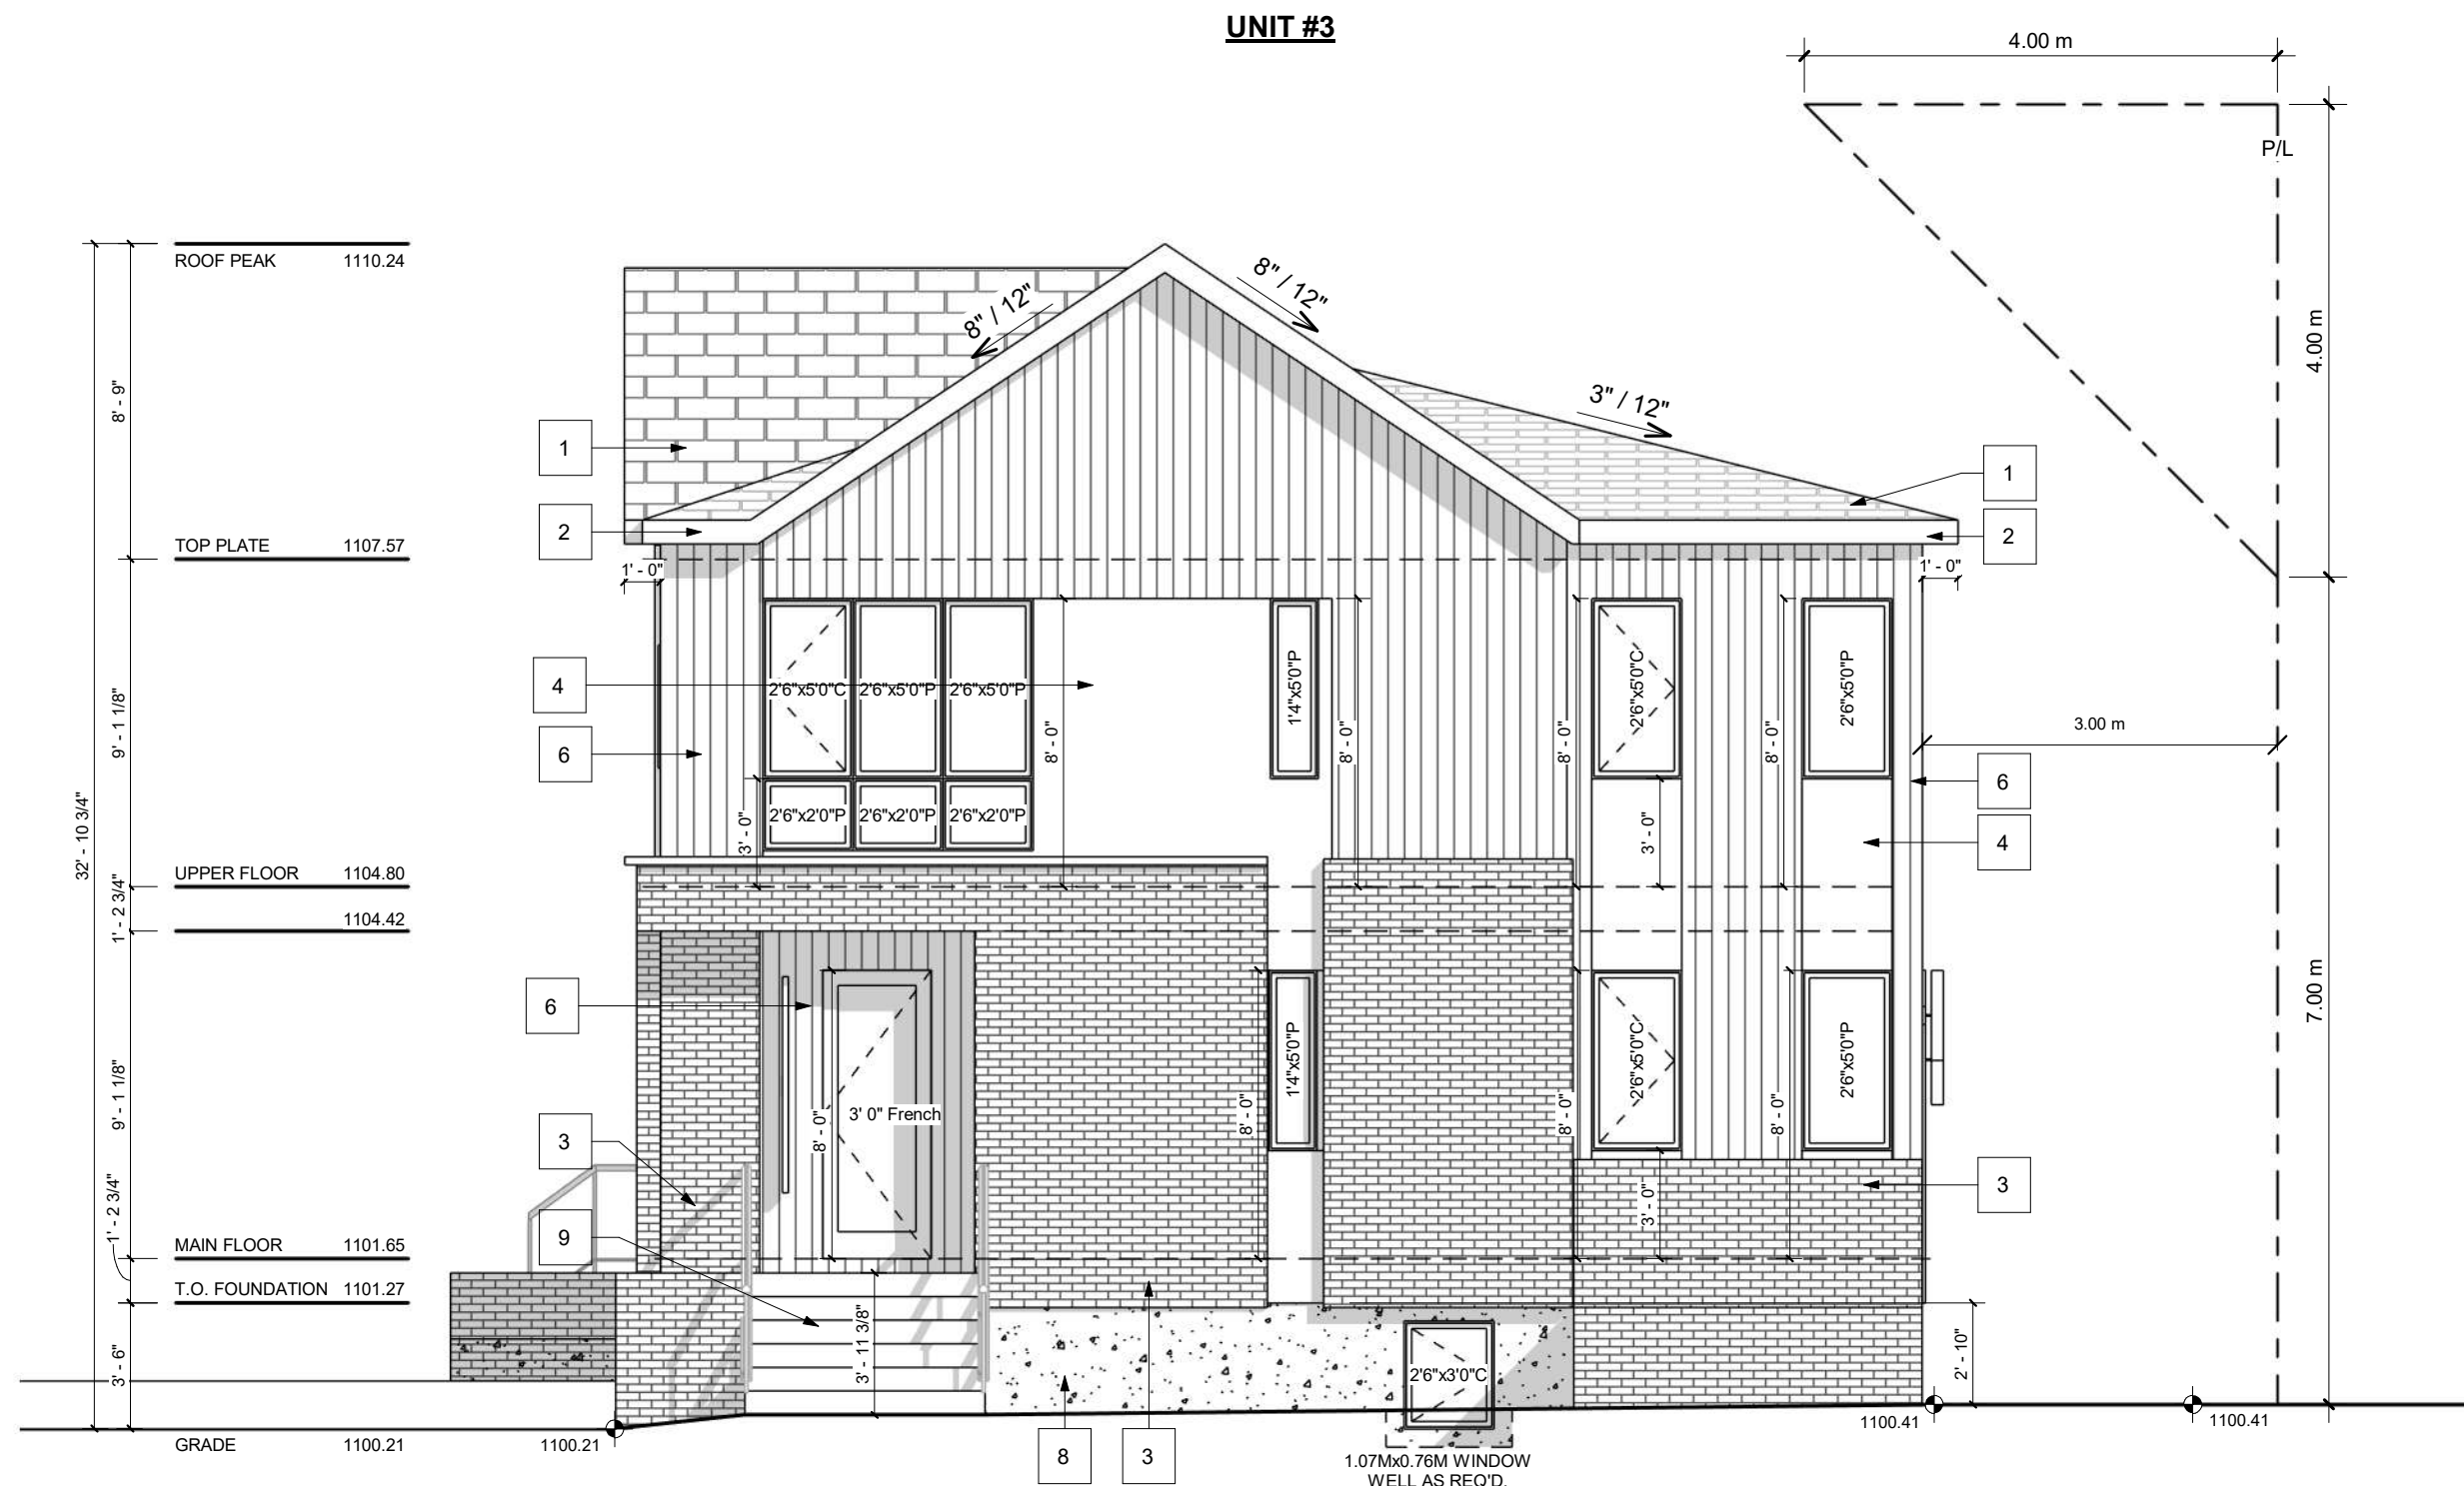 UNIT #3
4.00 m
P/L
4.00 m
ROOF PEAK 1110.24
8" / 12"
8" / 12"
3" / 12"
8' - 9"
1
1
2
2
TOP PLATE 1107.57
1' - 0"
1' - 0"
4
2'6"x5'0"C 2'6"x5'0"P 2'6"x5'0"P
1'4"x5'0"P
2'6"x5'0"C
2'6"x5'0"P
9' - 1 1/8"
6
8' - 0"
8' - 0"
8' - 0"
8' - 0"
3.00 m
6
32' - 10 3/4"
2'6"x2'0"P 2'6"x2'0"P 2'6"x2'0"P
3' - 0"
3' - 0"
4
UPPER FLOOR 1104.80
1' - 2 3/4"
1104.42
7.00 m
6
1'4"x5'0"P
2'6"x5'0"C
2'6"x5'0"P
9' - 1 1/8"
3' 0" French
8' - 0"
8' - 0"
8' - 0"
8' - 0"
3
3
1' - 2 3/4"
3' - 0"
9
MAIN FLOOR 1101.65
T.O. FOUNDATION 1101.27
3' - 6"
3' - 11 3/8"
2'6"x3'0"C
2' - 10"
GRADE 1100.21
1100.21
1100.41
1100.41
8
3
1.07Mx0.76M WINDOW
WELL AS REQ'D.